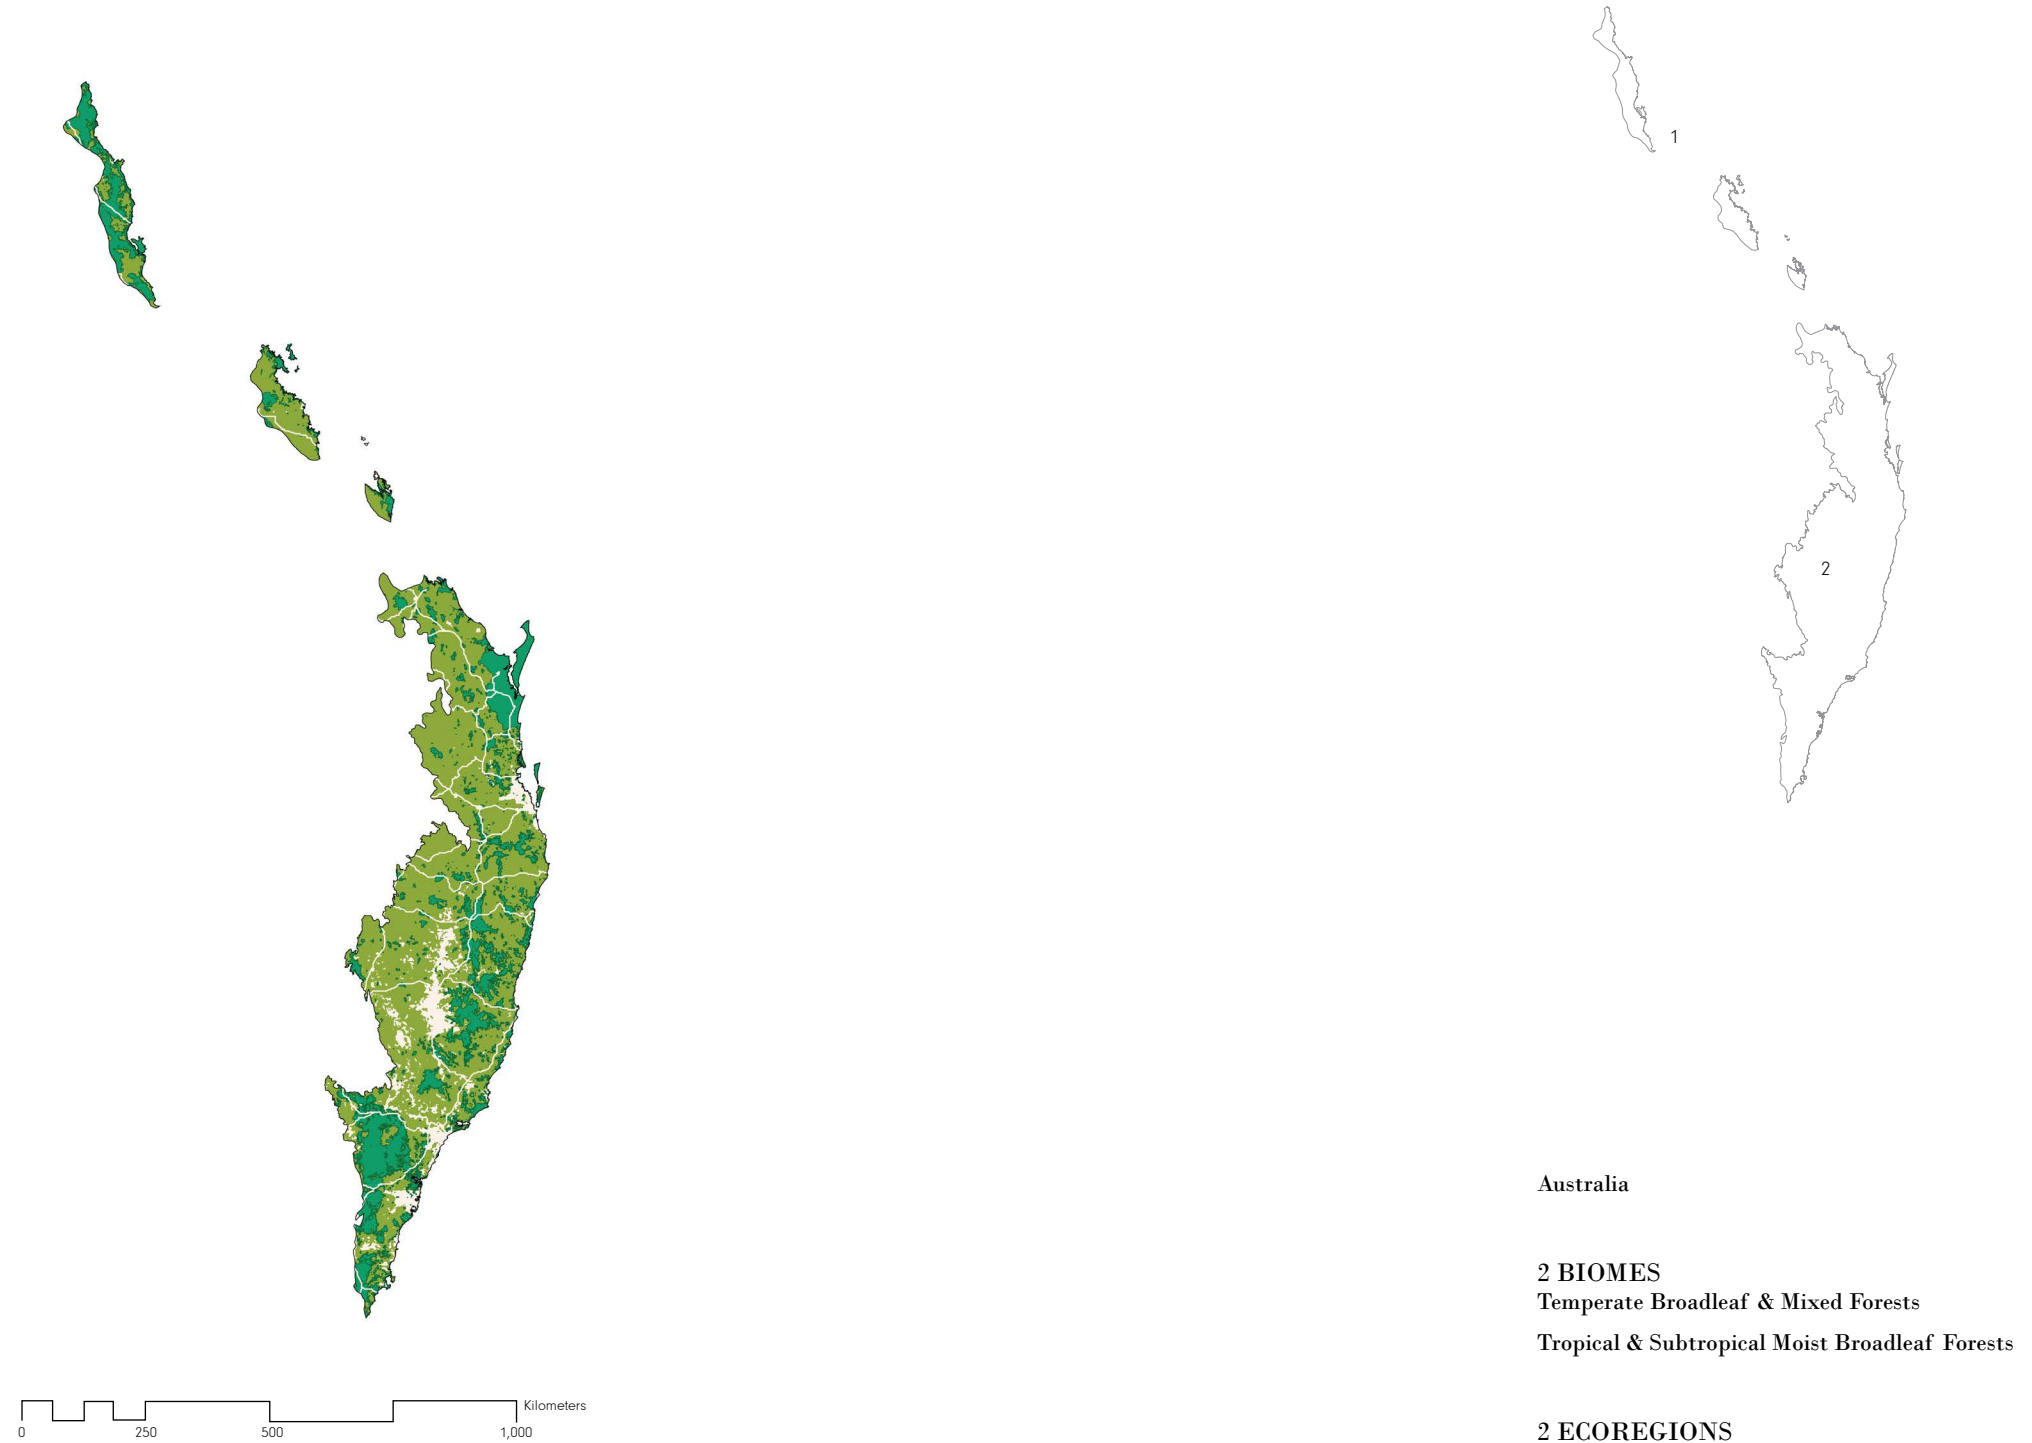 1
2
Australia
2 BIOMES
Temperate Broadleaf & Mixed Forests
Tropical & Subtropical Moist Broadleaf Forests
2 ECOREGIONS
Kilometers
0 250 500 1,000